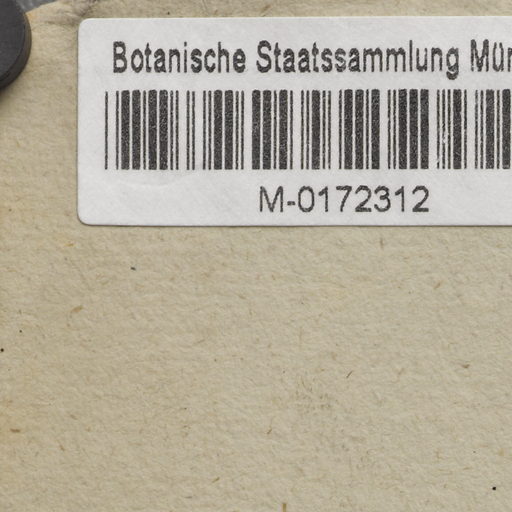 Botanische Staatssammlung Mün
M-0172312